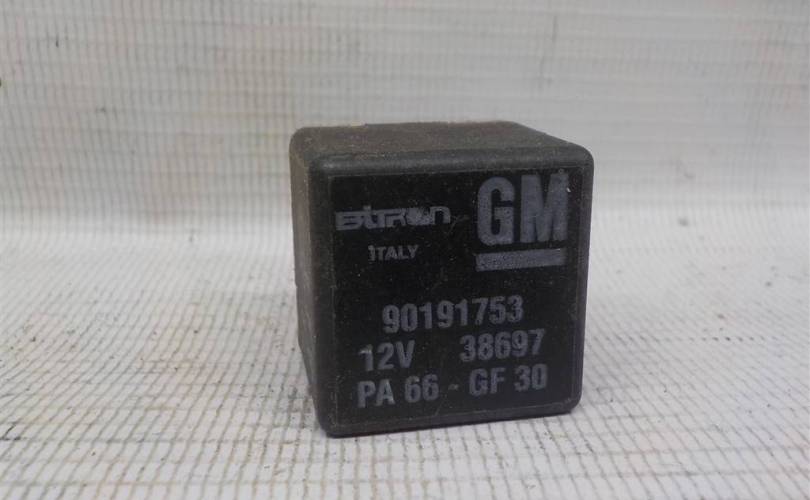 Bitron GM
ITALY
90191753
12V 38697
PA 66 - GF 30